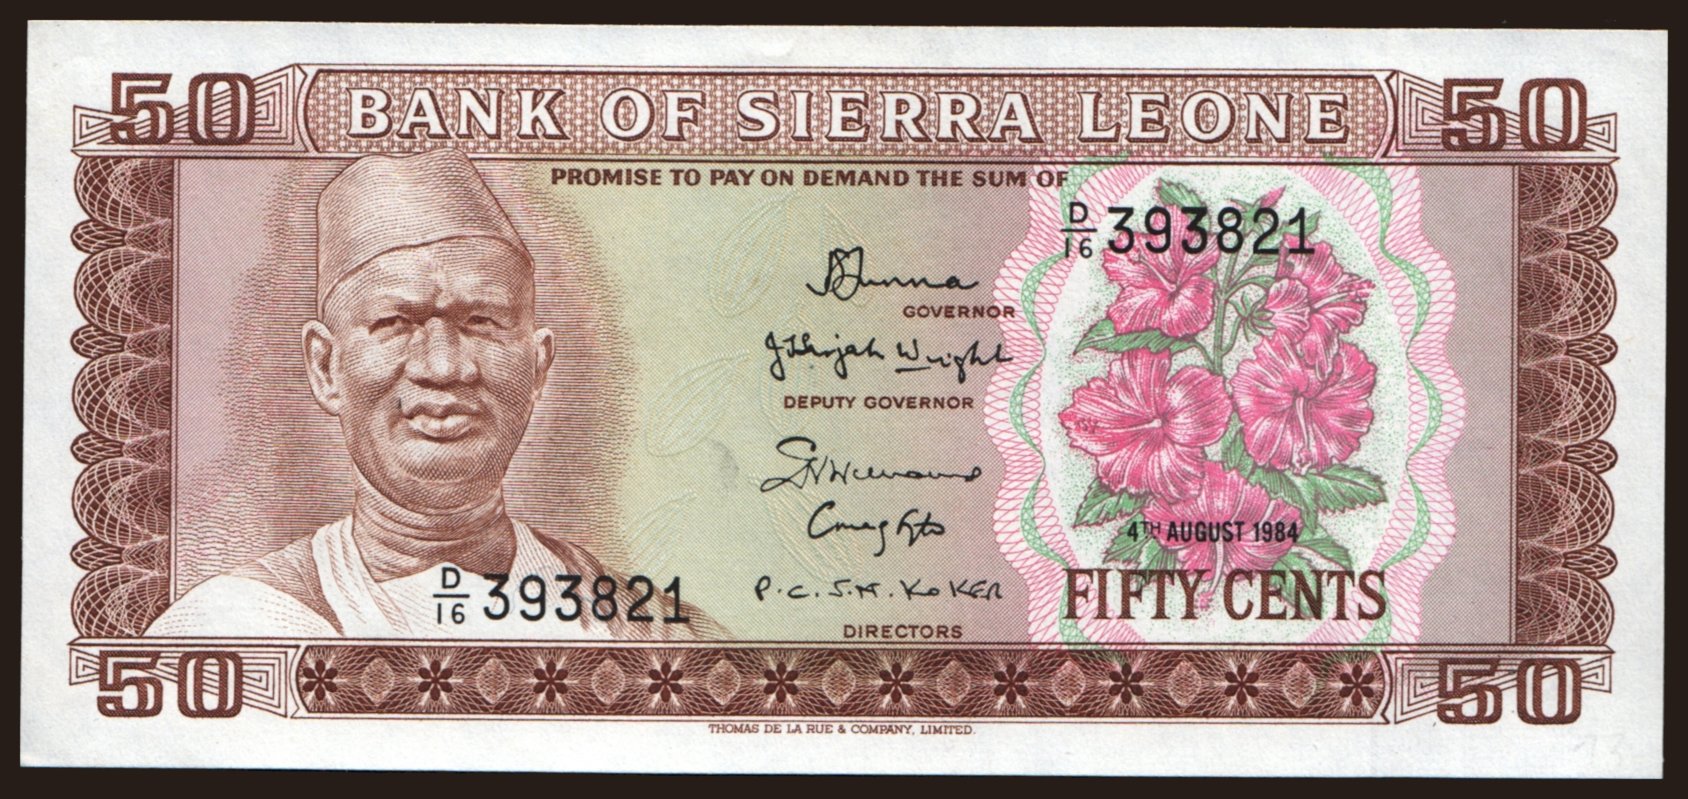 50 BANK OF SIERRA LEONE 50
PROMISE TO PAY ON DEMAND THE SUM OF
D/16 393821
GOVERNOR
DEPUTY GOVERNOR
4TH AUGUST 1984
D/16 393821
P.C.S.N. KOKER
FIFTY CENTS
DIRECTORS
50 50
THOMAS DE LA RUE & COMPANY, LIMITED.